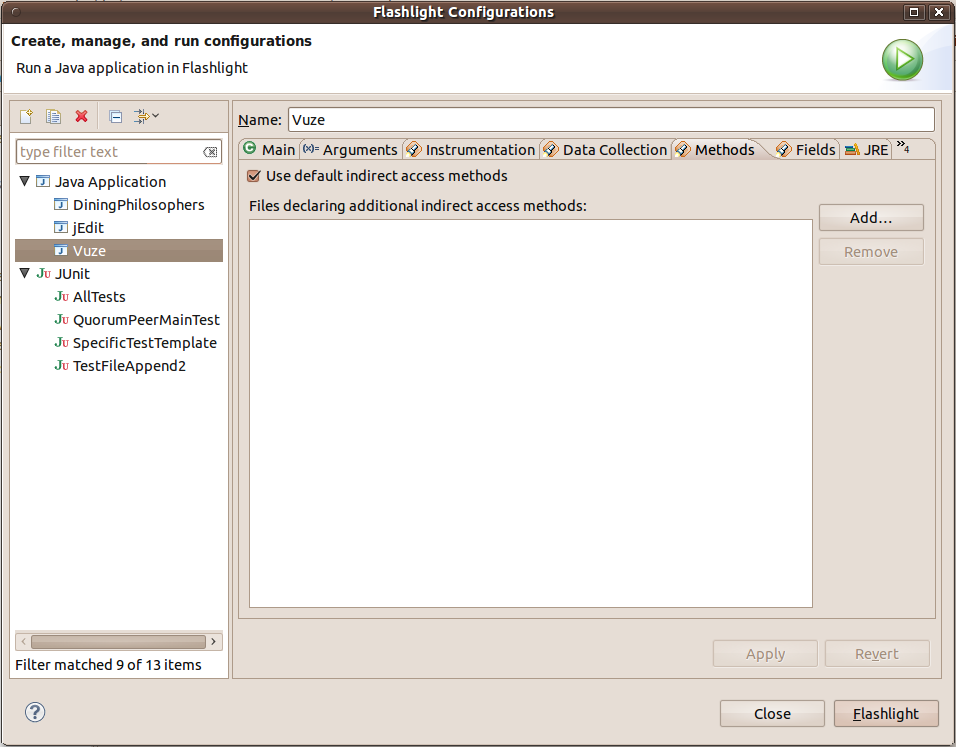 Flashlight Configurations
Create, manage, and run configurations
Run a Java application in Flashlight
type filter text
Java Application
DiningPhilosophers
jEdit
Vuze
JUnit
AllTests
QuorumPeerMainTest
SpecificTestTemplate
TestFileAppend2
Filter matched 9 of 13 items
Name: Vuze
Main (x)= Arguments Instrumentation Data Collection Methods Fields JRE »4
Use default indirect access methods
Files declaring additional indirect access methods:
Add...
Remove
Apply Revert
Close Flashlight